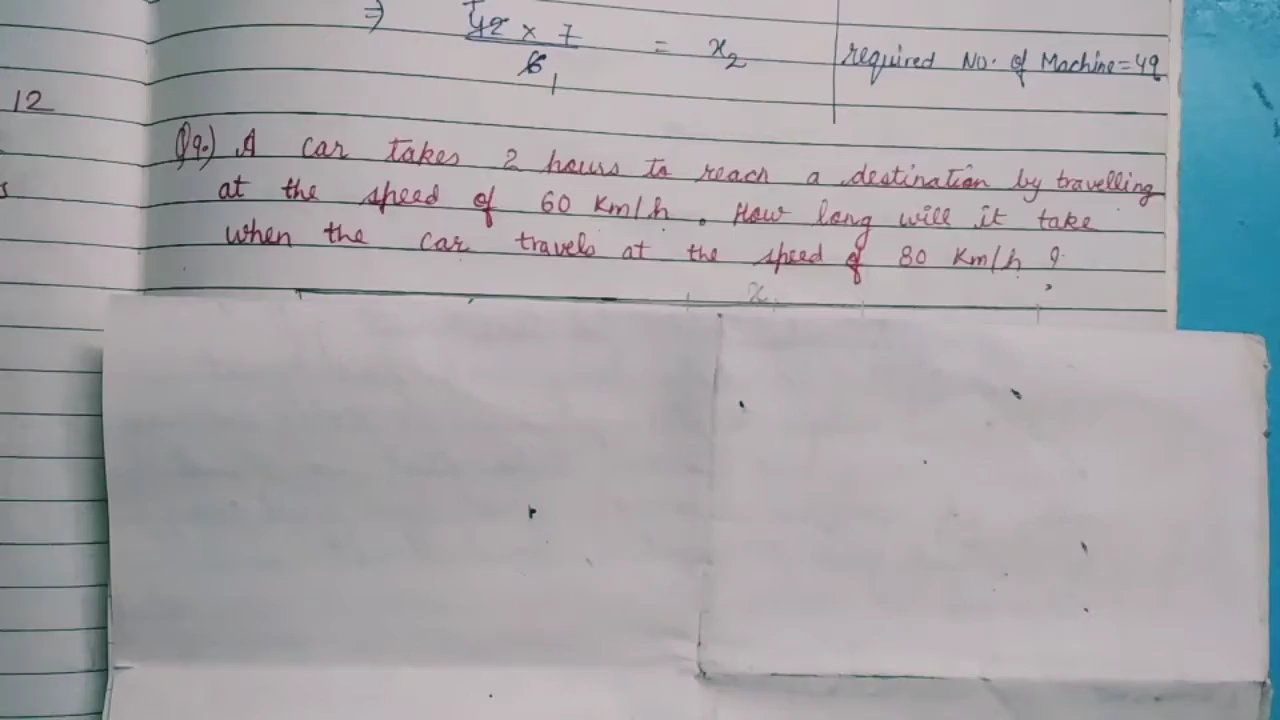 ⇒ 42 × 7 / 6 = x₂
1
required No. of Machine=49
12
Q9.) A car takes 2 hours to reach a destination by travelling
at the speed of 60 Km/h. How long will it take
when the car travels at the speed of 80 Km/h ?